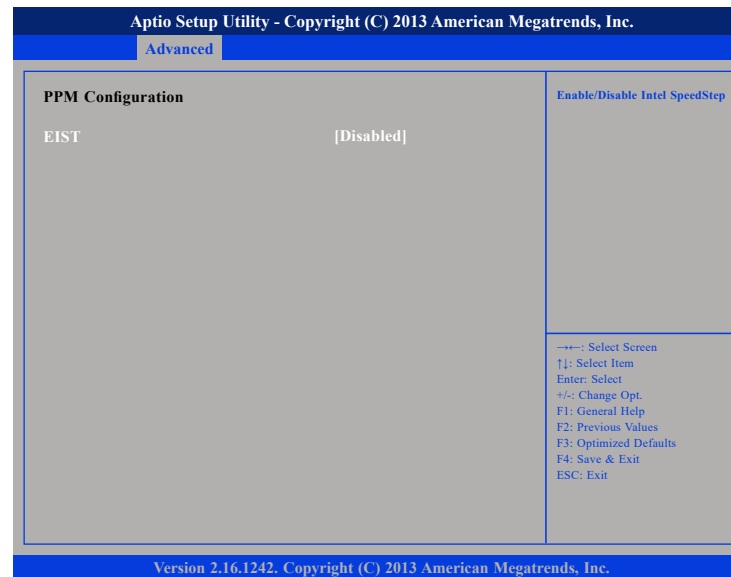 Aptio Setup Utility - Copyright (C) 2013 American Megatrends, Inc.
Advanced
PPM Configuration
EIST [Disabled]
Enable/Disable Intel SpeedStep
→←: Select Screen
↑↓: Select Item
Enter: Select
+/-: Change Opt.
F1: General Help
F2: Previous Values
F3: Optimized Defaults
F4: Save & Exit
ESC: Exit
Version 2.16.1242. Copyright (C) 2013 American Megatrends, Inc.